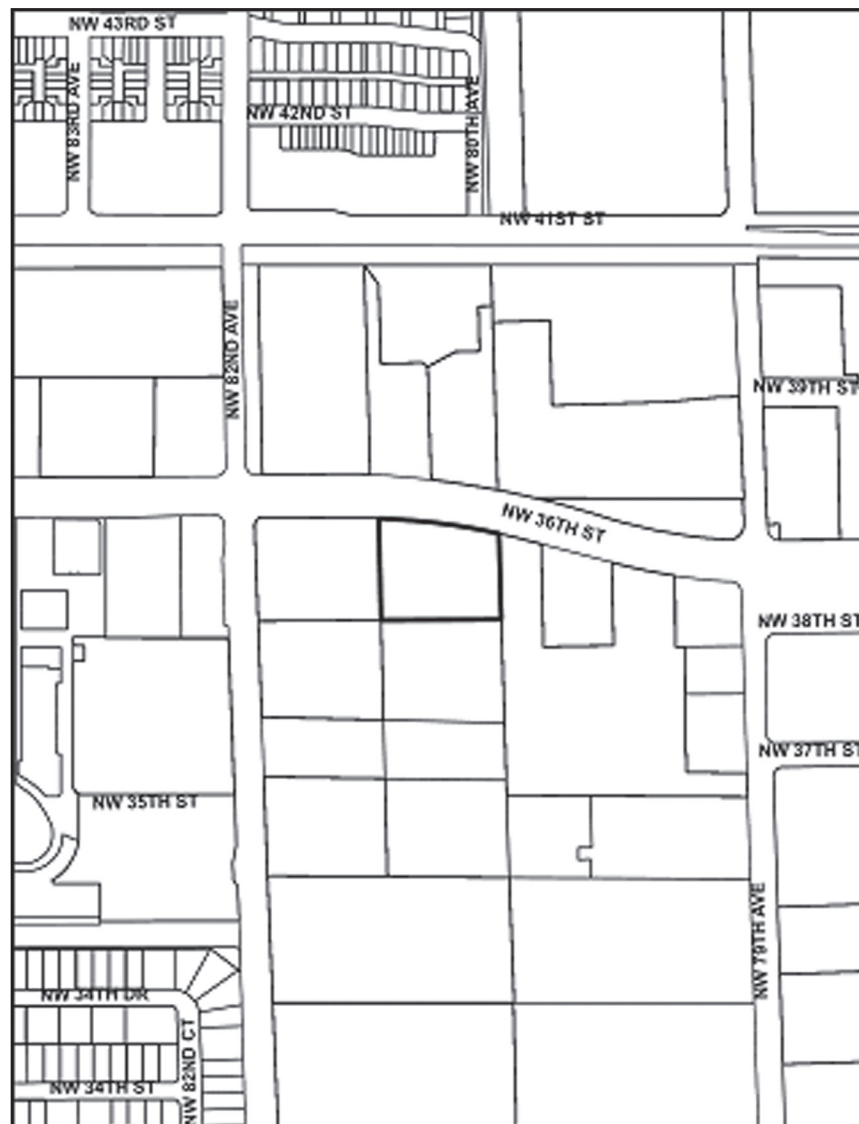 NW 43RD ST
NW 83RD AVE
NW 42ND ST
NW 80TH AVE
NW 41ST ST
NW 82ND AVE
NW 39TH ST
NW 36TH ST
NW 38TH ST
NW 37TH ST
NW 35TH ST
NW 79TH AVE
NW 34TH DR
NW 82ND CT
NW 34TH ST